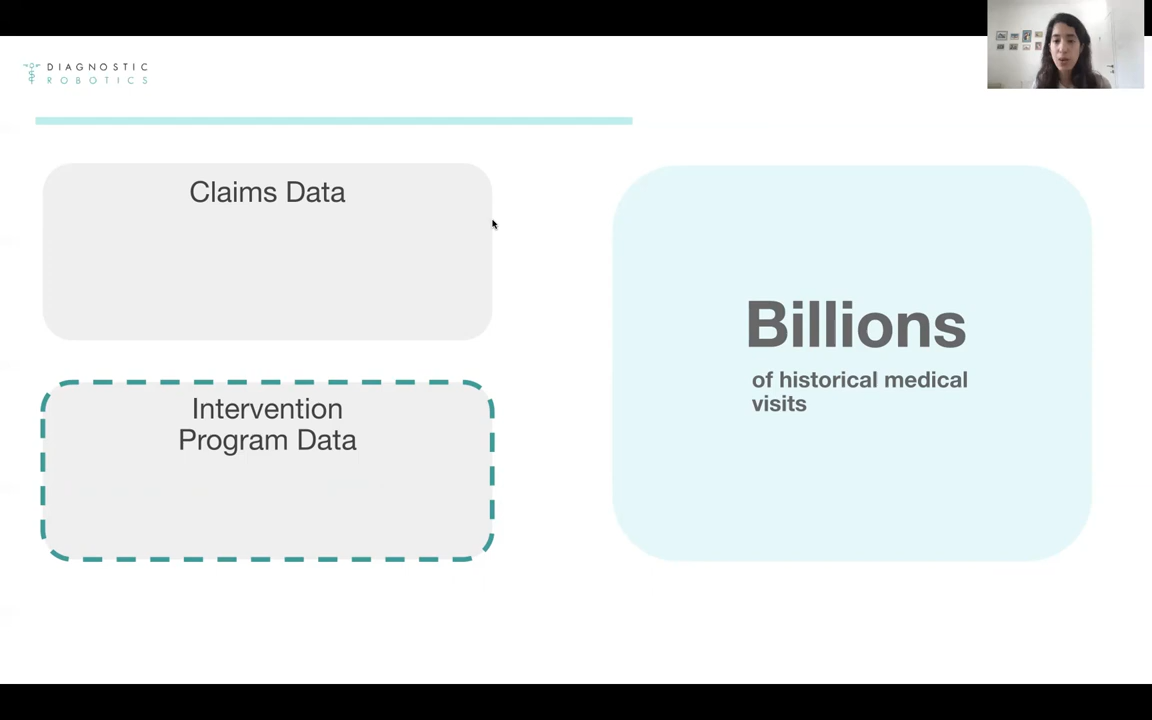 DIAGNOSTIC
ROBOTICS
Claims Data
Intervention
Program Data
Billions
of historical medical
visits